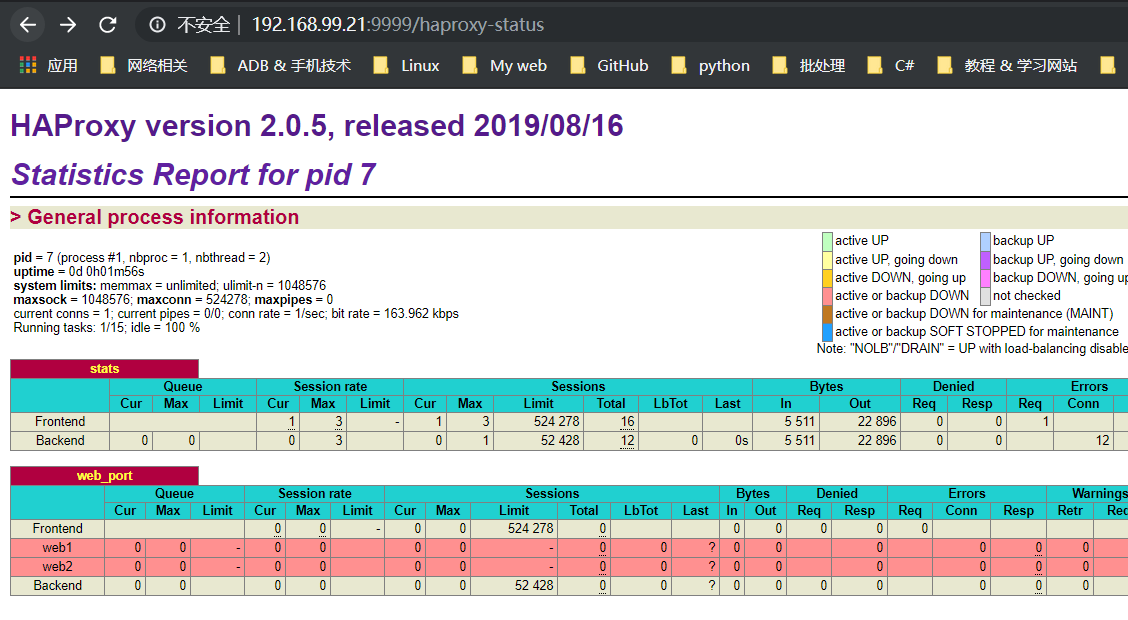 不安全 | 192.168.99.21:9999/haproxy-status
应用 网络相关 ADB & 手机技术 Linux My web GitHub python 批处理 C# 教程 & 学习网站
HAProxy version 2.0.5, released 2019/08/16
Statistics Report for pid 7
> General process information
pid = 7 (process #1, nbproc = 1, nbthread = 2)
uptime = 0d 0h01m56s
system limits: memmax = unlimited; ulimit-n = 1048576
maxsock = 1048576; maxconn = 524278; maxpipes = 0
current conns = 1; current pipes = 0/0; conn rate = 1/sec; bit rate = 163.962 kbps
Running tasks: 1/15; idle = 100 %
active UP backup UP
active UP, going down backup UP, going down
active DOWN, going up backup DOWN, going up
active or backup DOWN not checked
active or backup DOWN for maintenance (MAINT)
active or backup SOFT STOPPED for maintenance
Note: "NOLB"/"DRAIN" = UP with load-balancing disable
stats
Queue Session rate Sessions Bytes Denied Errors
Cur Max Limit Cur Max Limit Cur Max Limit Total LbTot Last In Out Req Resp Req Conn
Frontend 1 3 - 1 3 524 278 16 5 511 22 896 0 0 1
Backend 0 0 0 3 0 1 52 428 12 0 0s 5 511 22 896 0 0 12
web_port
Queue Session rate Sessions Bytes Denied Errors Warnings
Cur Max Limit Cur Max Limit Cur Max Limit Total LbTot Last In Out Req Resp Req Conn Resp Retr Red
Frontend 0 0 - 0 0 524 278 0 0 0 0 0 0
web1 0 0 - 0 0 0 0 - 0 0 ? 0 0 0 0 0 0
web2 0 0 - 0 0 0 0 - 0 0 ? 0 0 0 0 0 0
Backend 0 0 0 0 0 0 52 428 0 0 ? 0 0 0 0 0 0 0